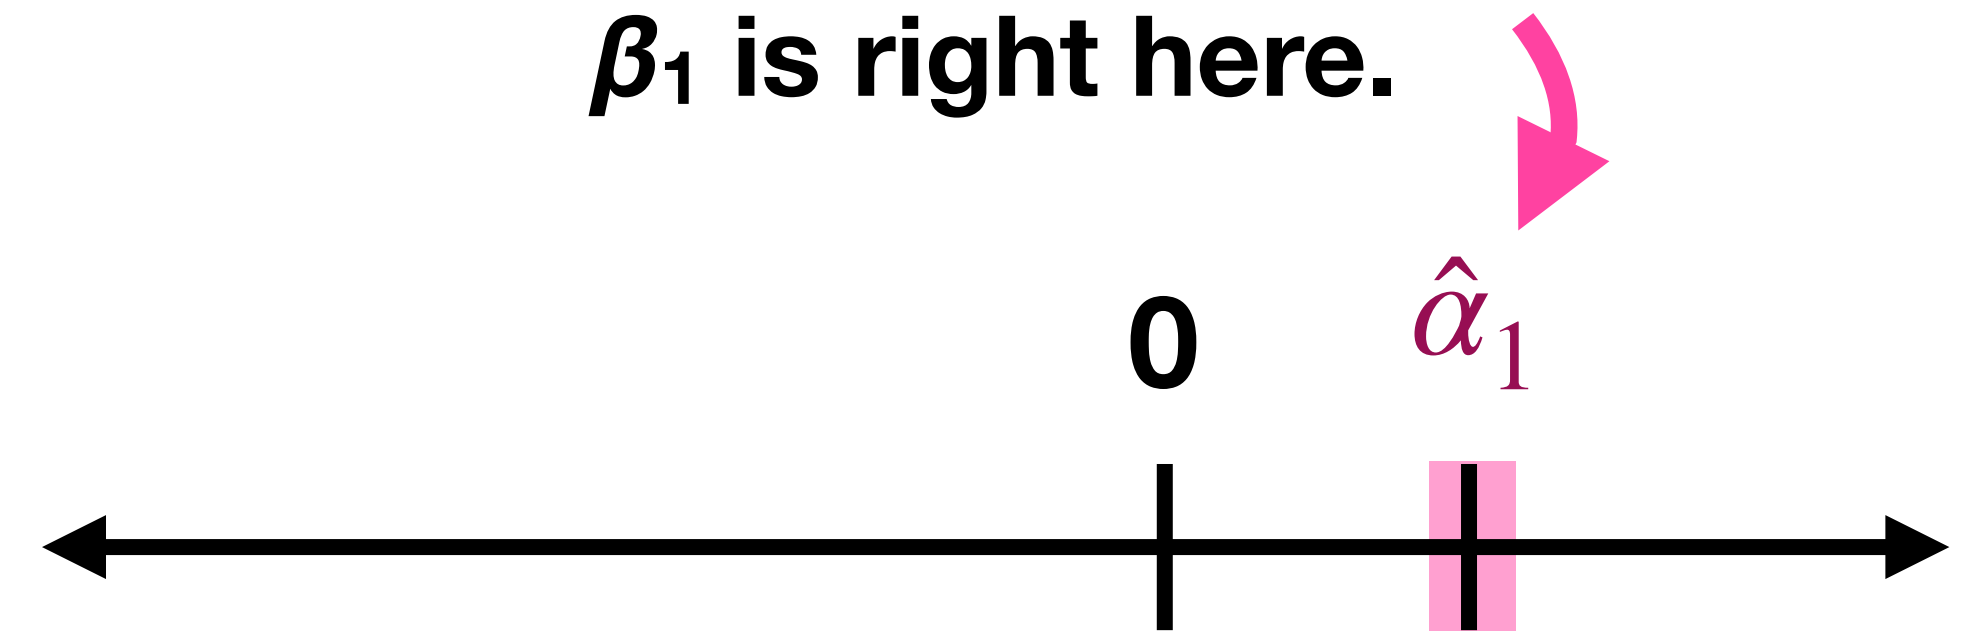 β₁ is right here.
0 α̂₁